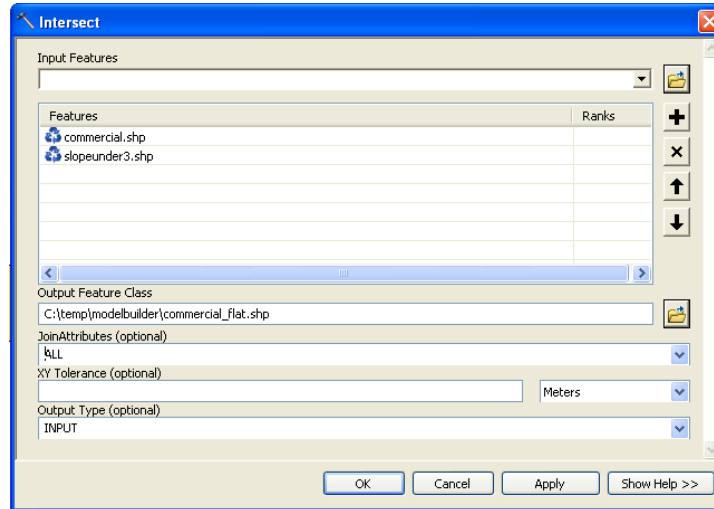 Intersect
Input Features
Features Ranks
commercial.shp
slopeunder3.shp
Output Feature Class
C:\temp\modelbuilder\commercial_flat.shp
JoinAttributes (optional)
ALL
XY Tolerance (optional)
Meters
Output Type (optional)
INPUT
OK Cancel Apply Show Help >>